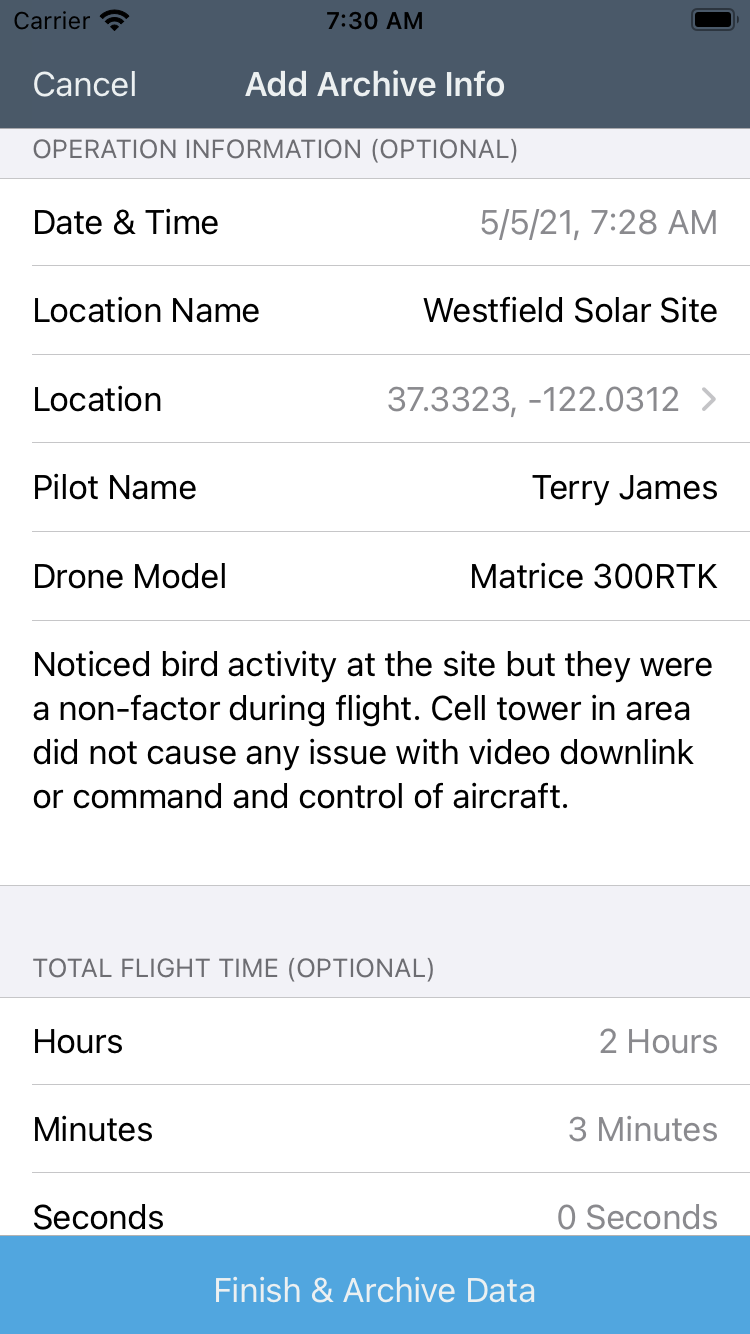 Carrier 7:30 AM
Cancel Add Archive Info
OPERATION INFORMATION (OPTIONAL)
Date & Time 5/5/21, 7:28 AM
Location Name Westfield Solar Site
Location 37.3323, -122.0312
Pilot Name Terry James
Drone Model Matrice 300RTK
Noticed bird activity at the site but they were
a non-factor during flight. Cell tower in area
did not cause any issue with video downlink
or command and control of aircraft.
TOTAL FLIGHT TIME (OPTIONAL)
Hours 2 Hours
Minutes 3 Minutes
Seconds 0 Seconds
Finish & Archive Data